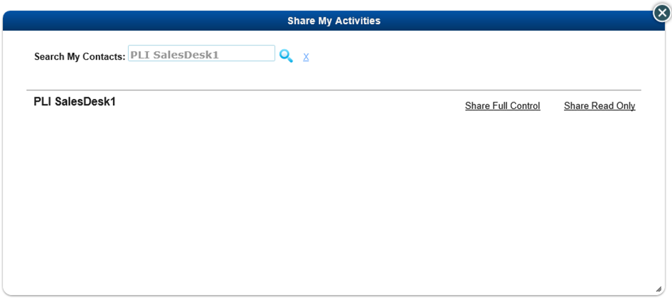 Share My Activities
Search My Contacts: PLI SalesDesk1 X
PLI SalesDesk1 Share Full Control Share Read Only